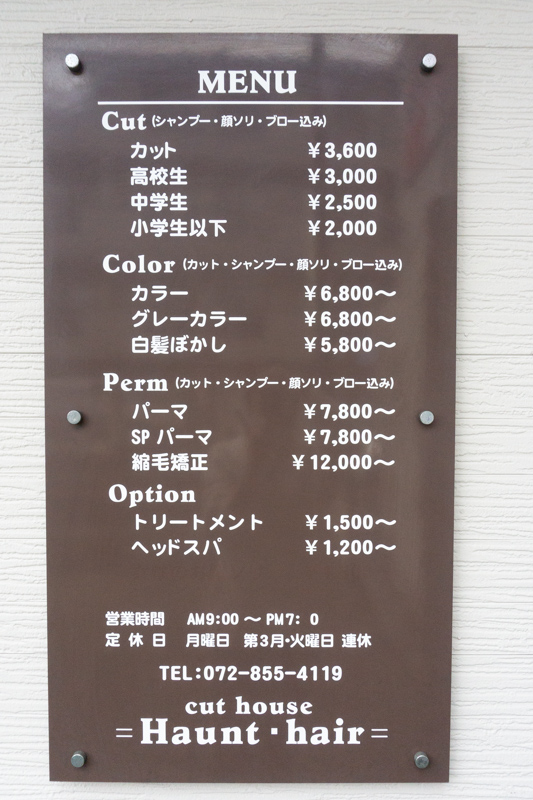 MENU
Cut (シャンプー・顔ソリ・ブロー込み)
カット ￥3,600
高校生 ￥3,000
中学生 ￥2,500
小学生以下 ￥2,000
Color (カット・シャンプー・顔ソリ・ブロー込み)
カラー ￥6,800～
グレーカラー ￥6,800～
白髪ぼかし ￥5,800～
Perm (カット・シャンプー・顔ソリ・ブロー込み)
パーマ ￥7,800～
SP パーマ ￥7,800～
縮毛矯正 ￥12,000～
Option
トリートメント ￥1,500～
ヘッドスパ ￥1,200～
営業時間 AM9:00 ～ PM7: 0
定 休 日 月曜日 第3月・火曜日 連休
TEL:072-855-4119
cut house
=Haunt・hair=